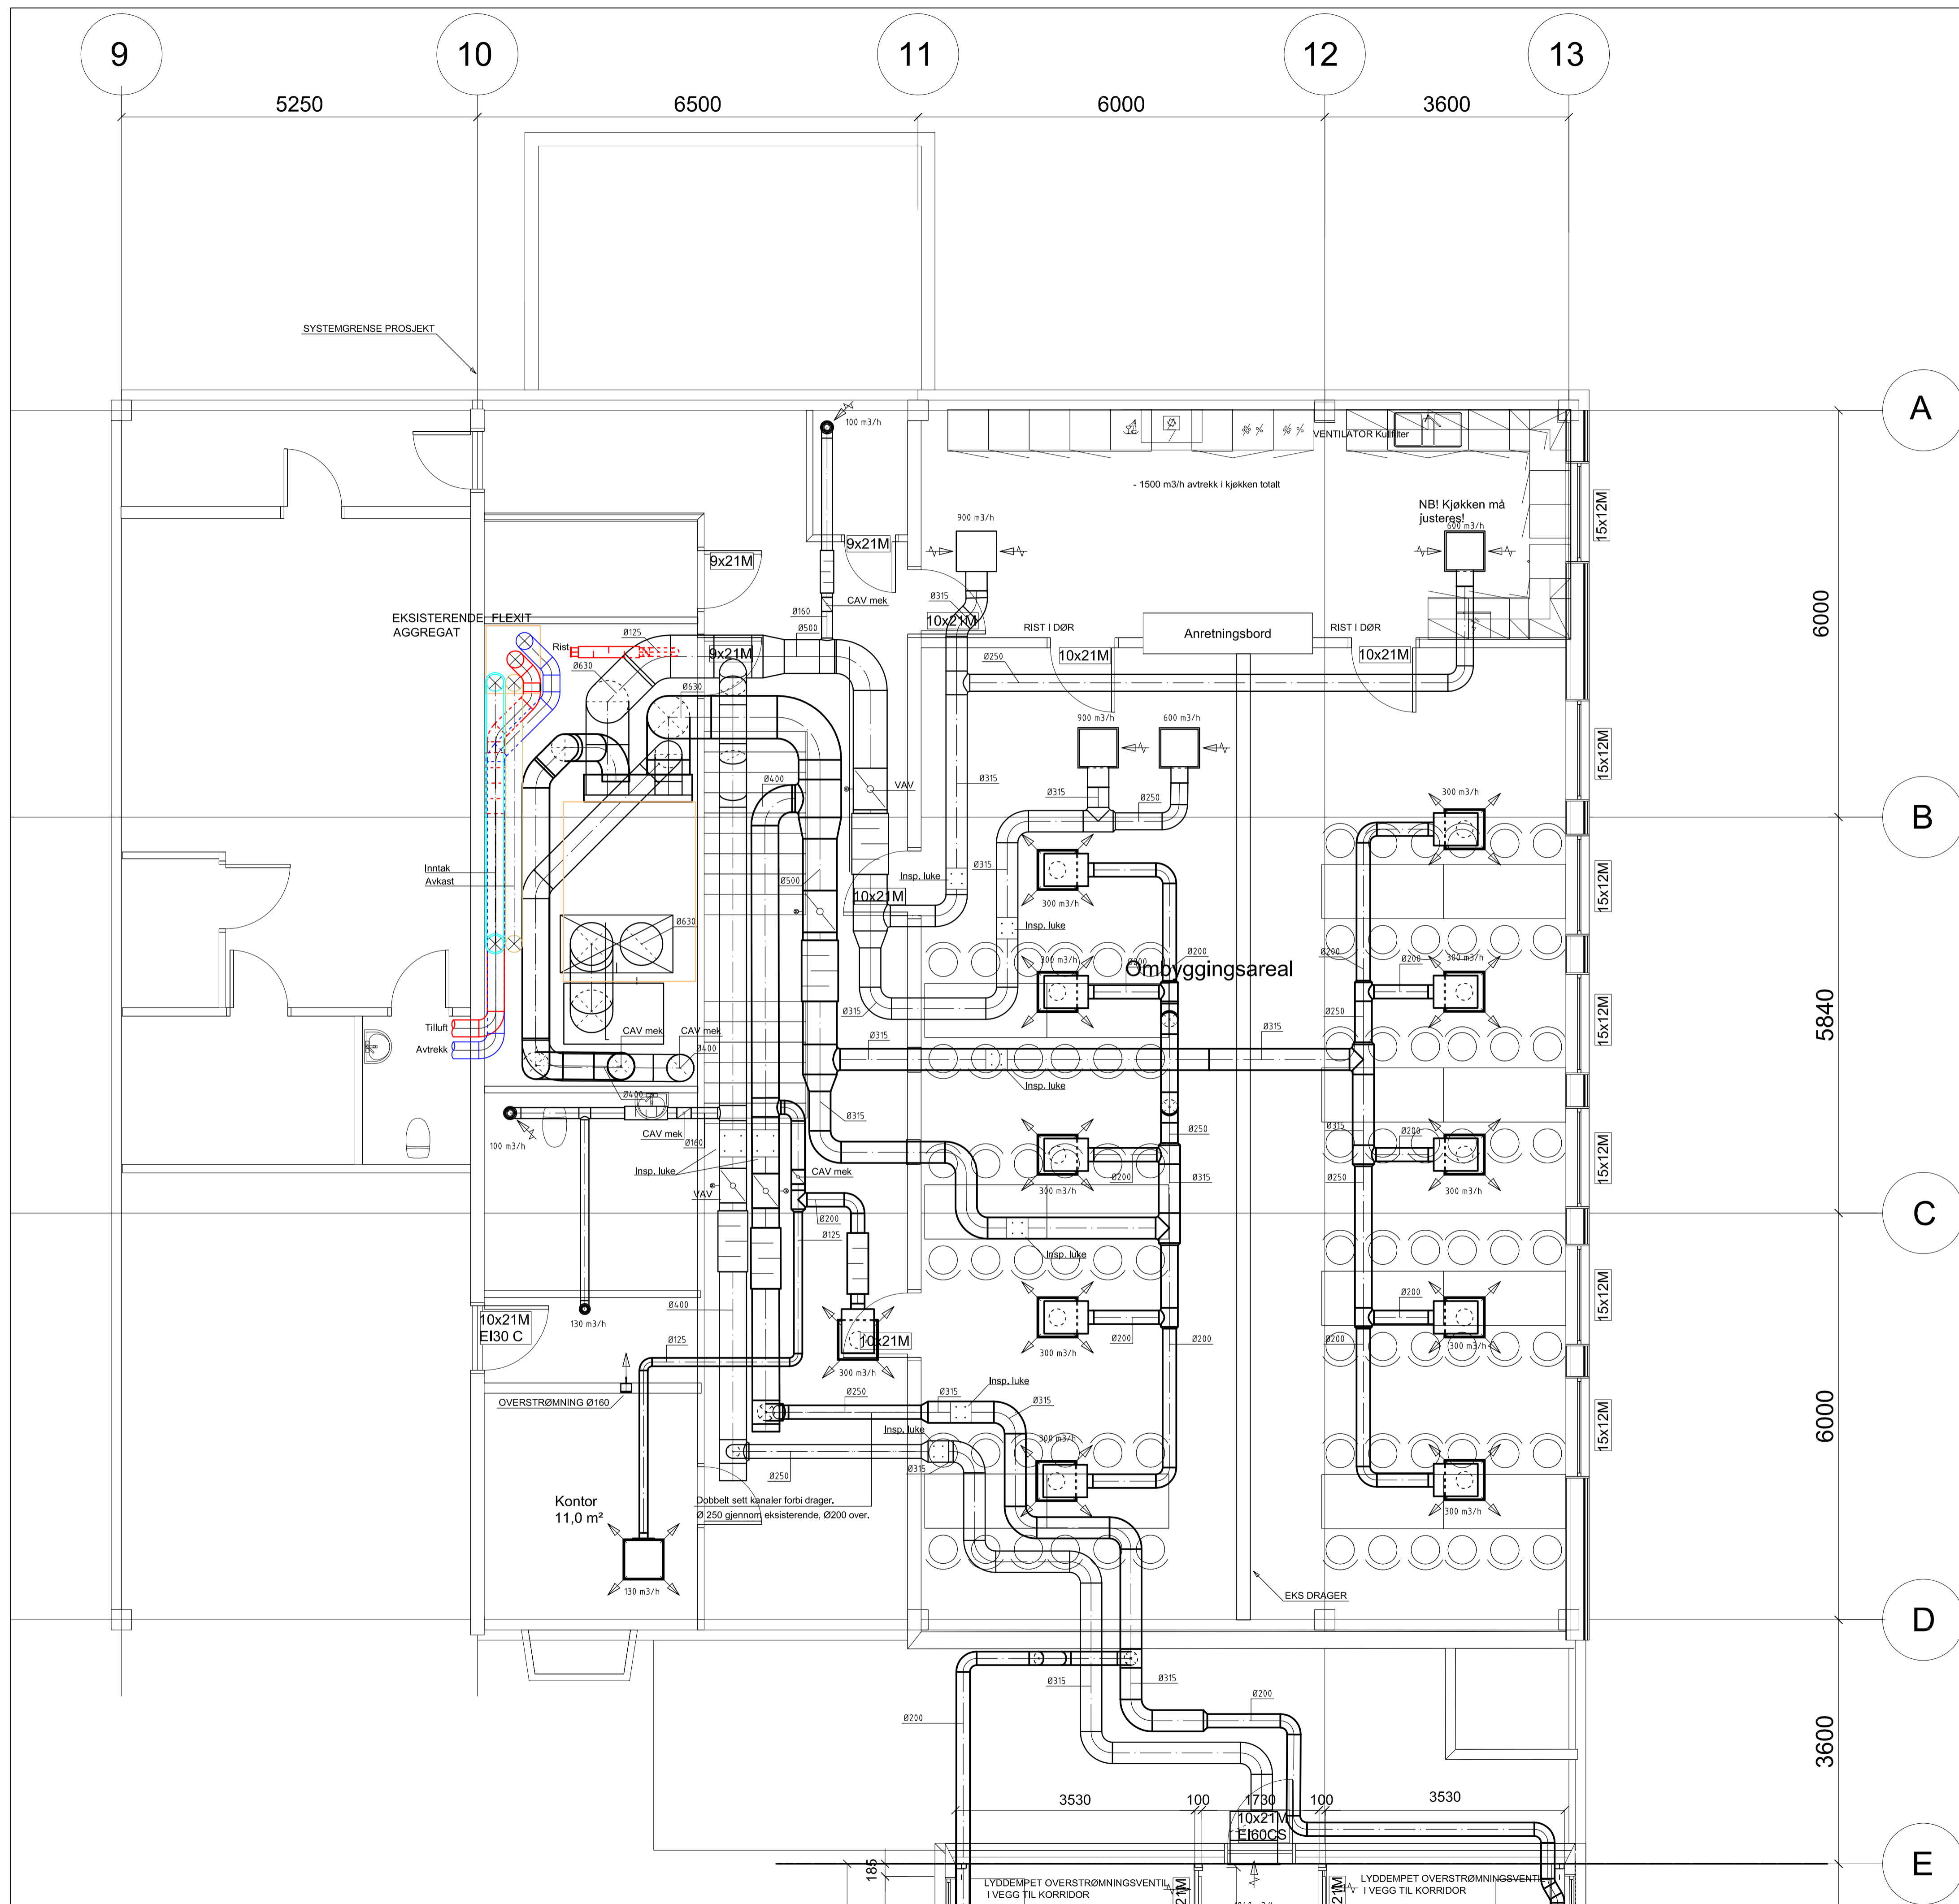 9
10
11
12
13
5250
6500
6000
3600
SYSTEMGRENSE PROSJEKT
A
100 m3/h
VENTILATOR Kullfilter
- 1500 m3/h avtrekk i kjøkken totalt
NB! Kjøkken må
justeres!
15x12M
900 m3/h
600 m3/h
9x21M
9x21M
CAV mek
Ø315
Ø160
10x21M
6000
EKSISTERENDE FLEXIT
AGGREGAT
Ø125
Ø500
RIST I DØR
Anretningsbord
RIST I DØR
Rist
9x21M
Ø250
10x21M
10x21M
Ø630
Ø630
900 m3/h
600 m3/h
15x12M
Ø400
VAV
Ø315
Ø315
Ø250
300 m3/h
B
Inntak
Avkast
Ø500
Insp. luke
Ø315
10x21M
300 m3/h
15x12M
Ø630
Insp. luke
Ø200
Ø200
300 m3/h
Ombyggingsareal
Ø200
Ø200
300 m3/h
Tilluft
Avtrekk
CAV mek
CAV mek
Ø400
Ø315
Ø315
Ø250
Ø315
15x12M
5840
Insp. luke
Ø400
Ø315
100 m3/h
CAV mek
Ø160
Ø250
Ø315
Ø200
Insp. luke
CAV mek
VAV
300 m3/h
Ø200
Ø315
Ø250
300 m3/h
15x12M
Ø200
Ø125
C
Insp. luke
10x21M
EI30 C
130 m3/h
Ø400
Ø125
10x21M
300 m3/h
Ø200
300 m3/h
Ø200
Ø200
Ø200
300 m3/h
15x12M
OVERSTRØMNING Ø160
Ø250
Ø315
Insp. luke
Ø315
Insp. luke
300 m3/h
15x12M
6000
Ø250
Ø315
Kontor
11,0 m²
Dobbelt sett kanaler forbi drager.
Ø 250 gjennom eksisterende, Ø200 over.
300 m3/h
130 m3/h
EKS DRAGER
D
Ø315
Ø315
Ø200
Ø200
3600
3530
100
1730
100
3530
10x21M
EI60CS
E
185
LYDDEMPET OVERSTRØMNINGSVENTIL
I VEGG TIL KORRIDOR
LYDDEMPET OVERSTRØMNINGSVENTIL
I VEGG TIL KORRIDOR
21M
21M